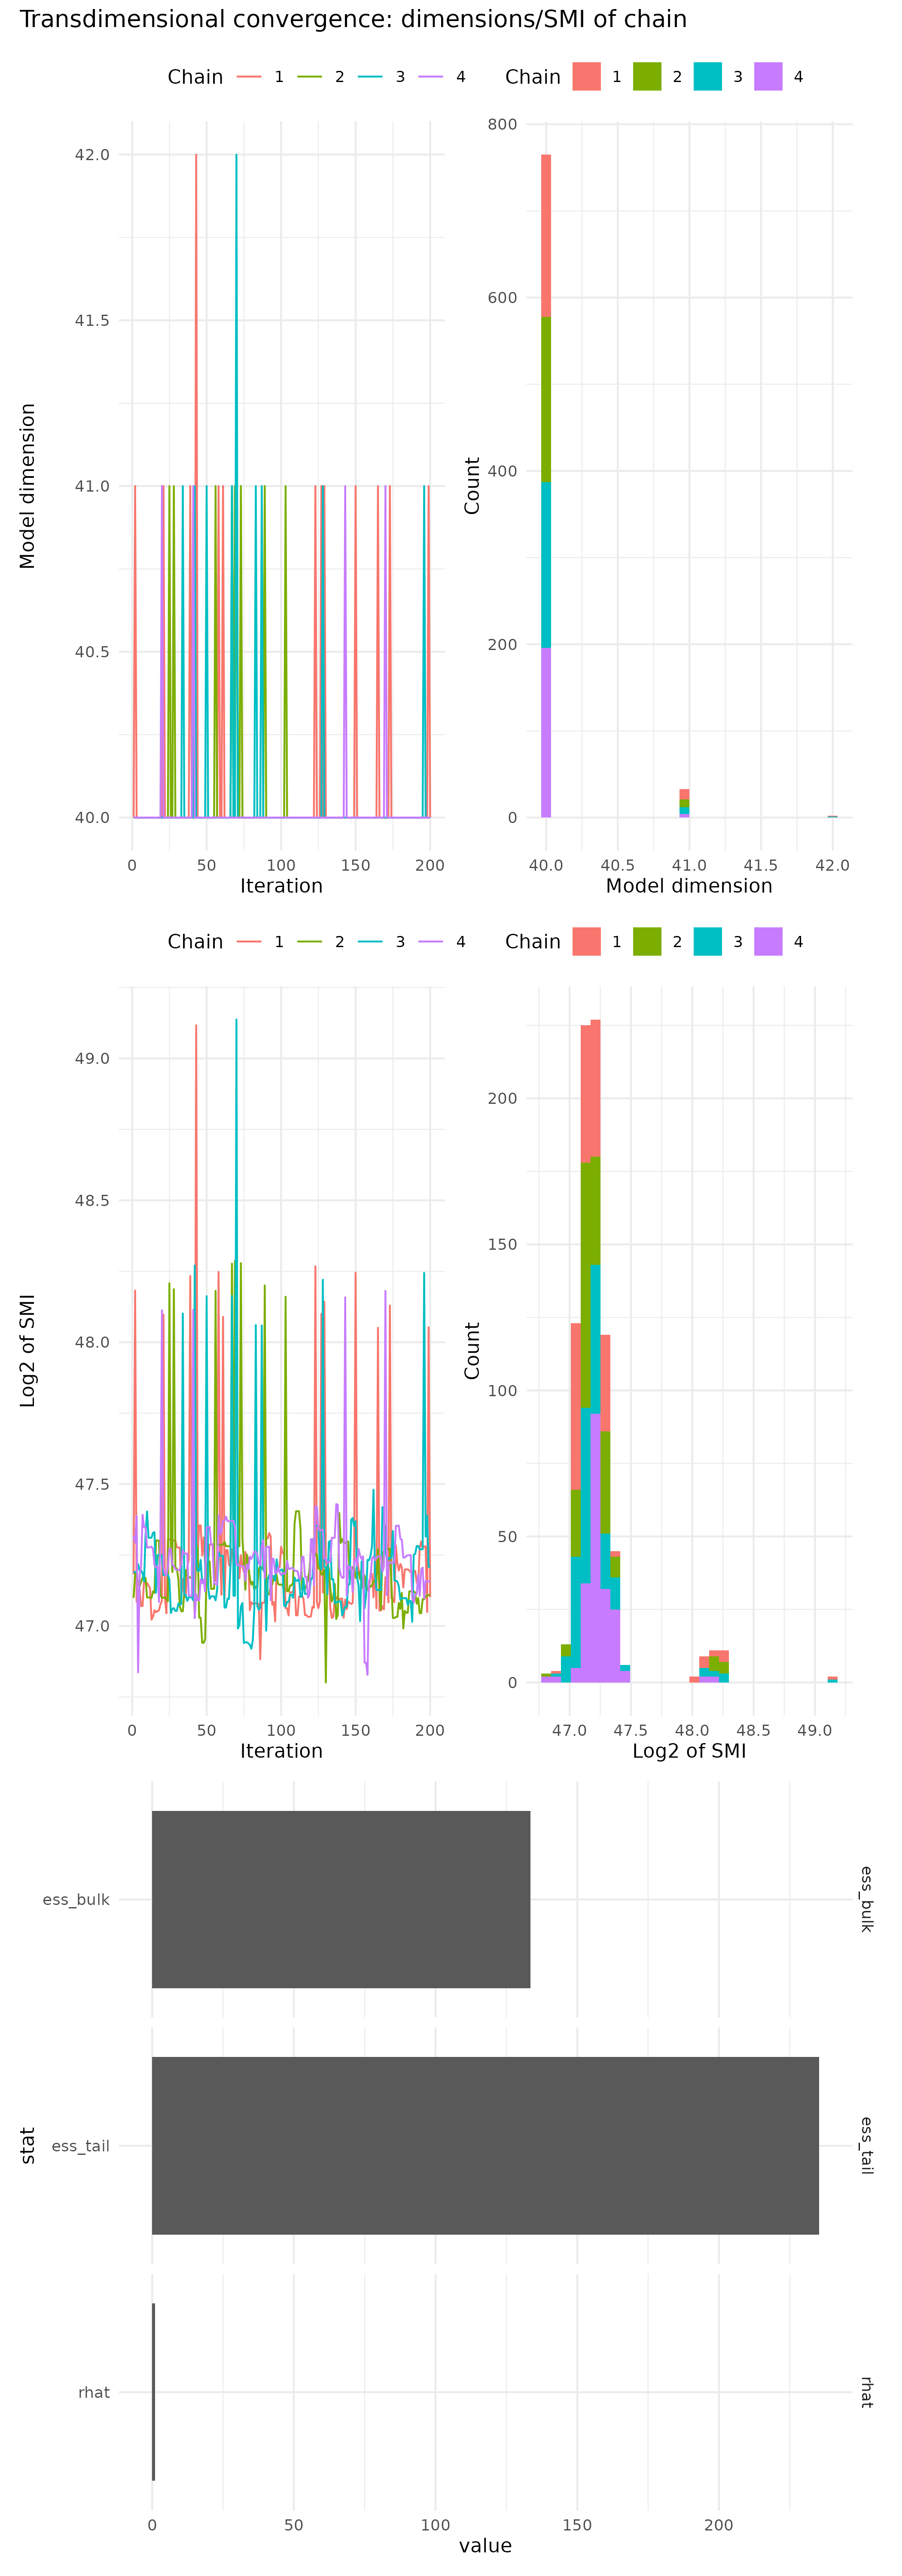 Transdimensional convergence: dimensions/SMI of chain
Chain 1 2 3 4
Chain 1 2 3 4
Model dimension
42.0
41.5
41.0
40.5
40.0
0 50 100 150 200
Iteration
Count
800
600
400
200
0
40.0 40.5 41.0 41.5 42.0
Model dimension
Chain 1 2 3 4
Chain 1 2 3 4
Log2 of SMI
49.0
48.5
48.0
47.5
47.0
0 50 100 150 200
Iteration
Count
200
150
100
50
0
47.0 47.5 48.0 48.5 49.0
Log2 of SMI
stat
ess_bulk
ess_bulk
ess_tail
ess_tail
rhat
rhat
0 50 100 150 200
value